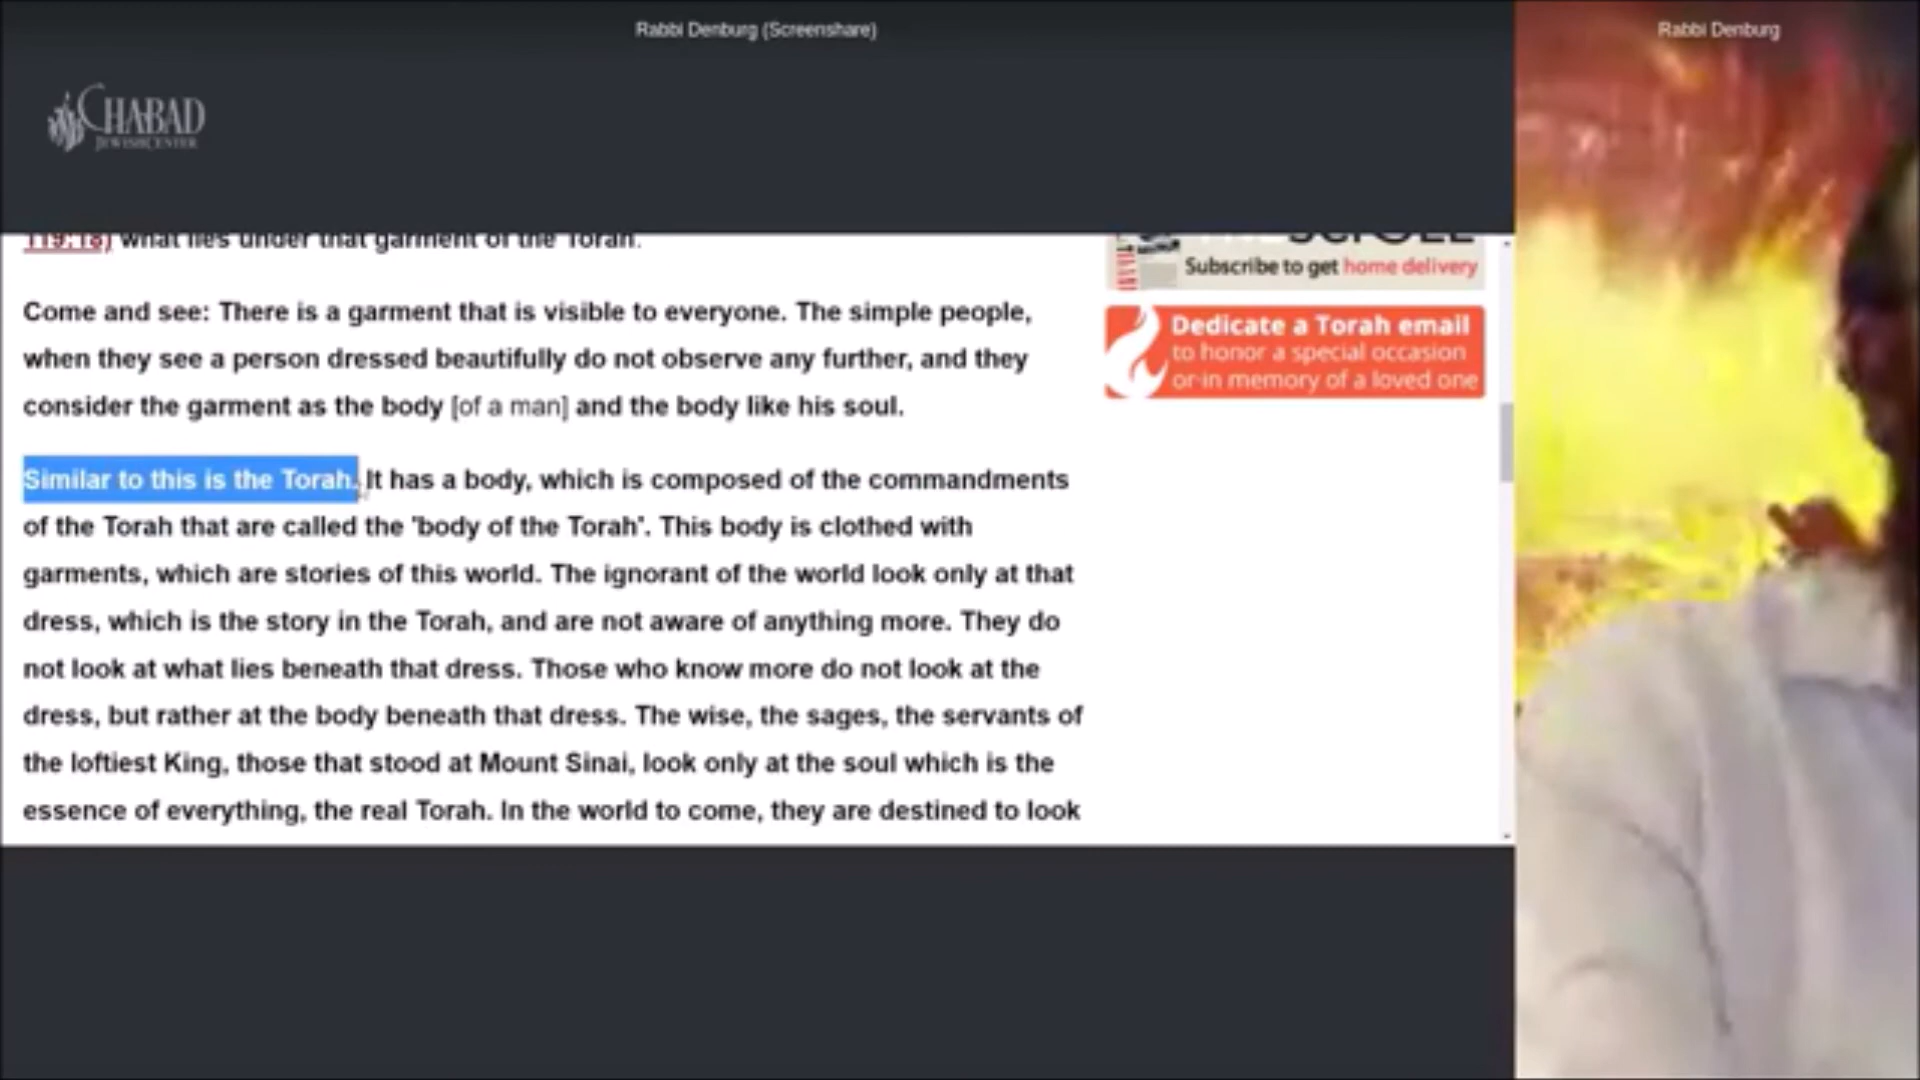 Rabbi Denburg (Screenshare)
Rabbi Denburg
CHABAD
JEWISH CENTER
119:18) what lies under that garment of the Torah.
Come and see: There is a garment that is visible to everyone. The simple people,
when they see a person dressed beautifully do not observe any further, and they
consider the garment as the body [of a man] and the body like his soul.
Similar to this is the Torah. It has a body, which is composed of the commandments
of the Torah that are called the 'body of the Torah'. This body is clothed with
garments, which are stories of this world. The ignorant of the world look only at that
dress, which is the story in the Torah, and are not aware of anything more. They do
not look at what lies beneath that dress. Those who know more do not look at the
dress, but rather at the body beneath that dress. The wise, the sages, the servants of
the loftiest King, those that stood at Mount Sinai, look only at the soul which is the
essence of everything, the real Torah. In the world to come, they are destined to look
SCROLL
Subscribe to get home delivery
Dedicate a Torah email
to honor a special occasion
or in memory of a loved one